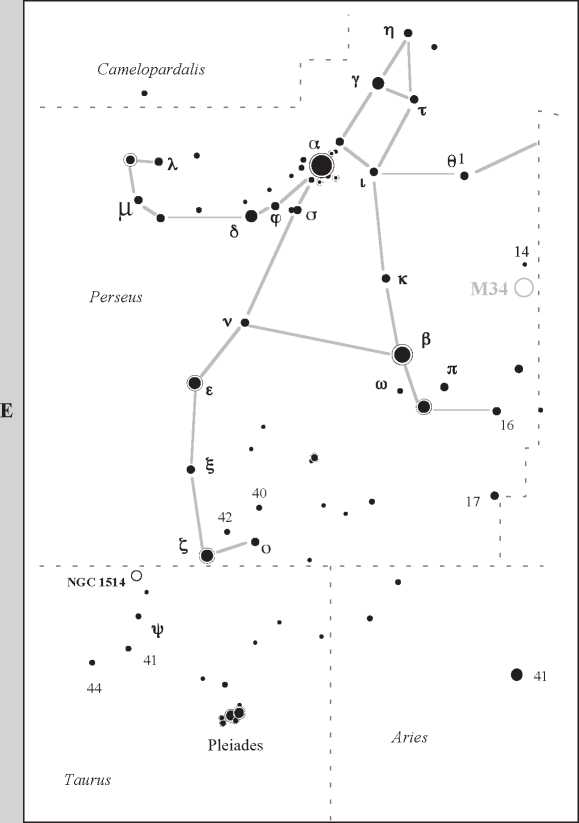 η
Camelopardalis
γ
τ
α
θ1
λ
ι
μ
φ
σ
δ
14
κ
M34
Perseus
ν
β
π
ω
ε
E
16
ξ
40
17
42
ζ
ο
NGC 1514
ψ
41
41
44
Pleiades
Aries
Taurus